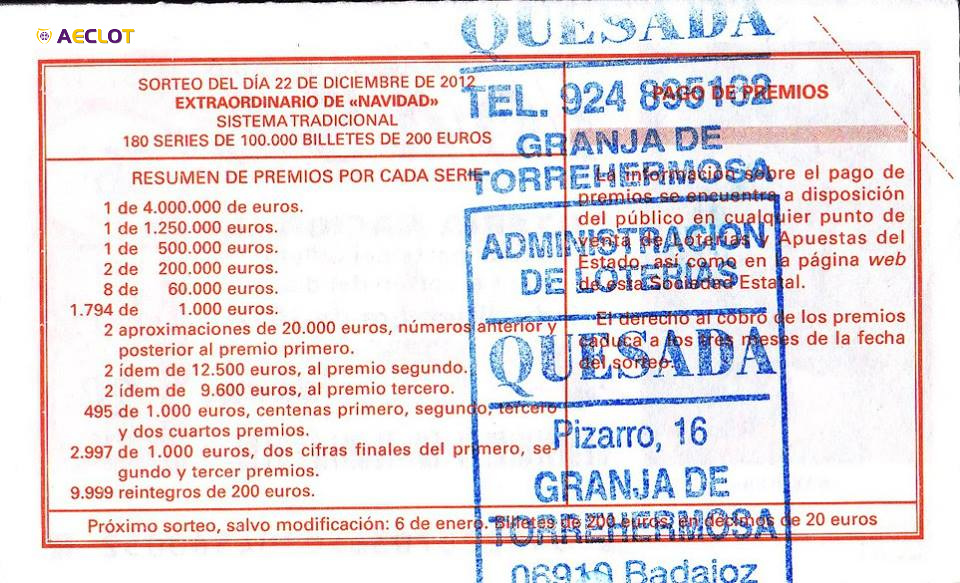 AECLOT
SORTEO DEL DÍA 22 DE DICIEMBRE DE 2012
EXTRAORDINARIO DE «NAVIDAD»
SISTEMA TRADICIONAL
180 SERIES DE 100.000 BILLETES DE 200 EUROS
RESUMEN DE PREMIOS POR CADA SERIE
1 de 4.000.000 de euros.
1 de 1.250.000 euros.
1 de 500.000 euros.
2 de 200.000 euros.
8 de 60.000 euros.
1.794 de 1.000 euros.
2 aproximaciones de 20.000 euros, números anterior y
posterior al premio primero.
2 ídem de 12.500 euros, al premio segundo.
2 ídem de 9.600 euros, al premio tercero.
495 de 1.000 euros, centenas primero, segundo, tercero
y dos cuartos premios.
2.997 de 1.000 euros, dos cifras finales del primero, se-
gundo y tercer premios.
9.999 reintegros de 200 euros.
PAGO DE PREMIOS
La información sobre el pago de
premios se encuentra a disposición
del público en cualquier punto de
venta de Loterías y Apuestas del
Estado, así como en la página web
de esta Sociedad Estatal.
El derecho al cobro de los premios
caduca a los tres meses de la fecha
del sorteo.
Próximo sorteo, salvo modificación: 6 de enero. Billetes de 200 euros, en décimos de 20 euros
QUESADA
TEL. 924 635132
GRANJA DE
TORREHERMOSA
ADMINISTRACION
DE LOTERIAS
QUESADA
Pizarro, 16
GRANJA DE
TORREHERMOSA
06910 Badajoz